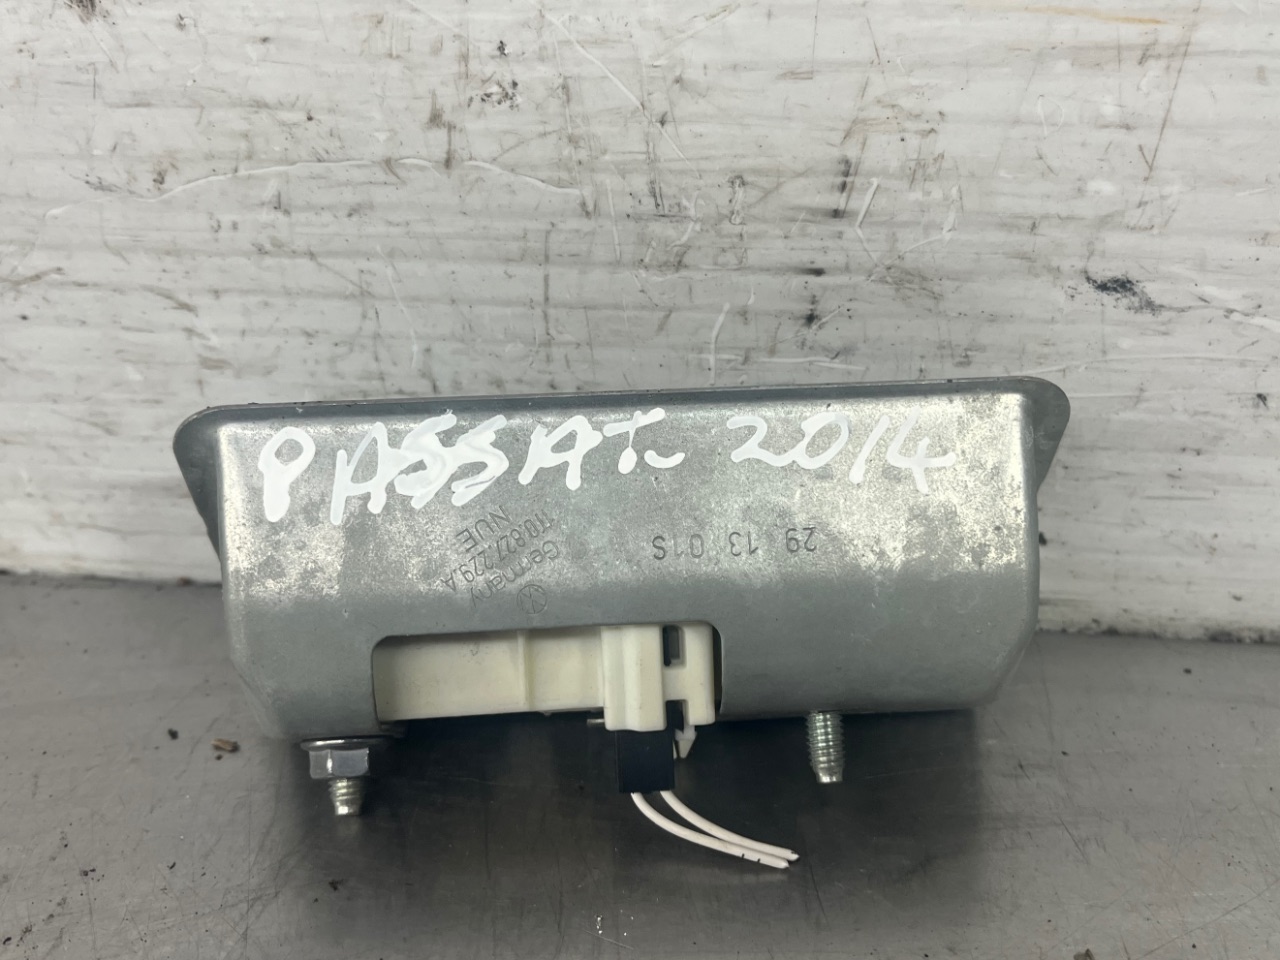 PASSAT 2014
29 13 01S
Germany
1T0.827.229.A
NUE